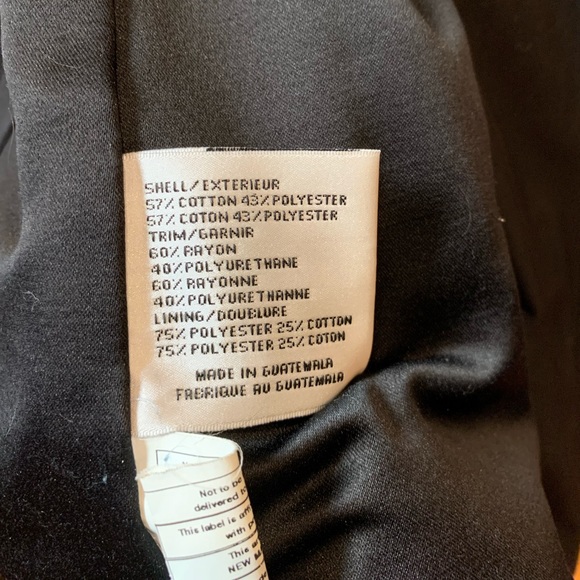 SHELL/EXTERIEUR
57% COTTON 43% POLYESTER
57% COTON 43% POLYESTER
TRIM/GARNIR
60% RAYON
40% POLYURETHANE
60% RAYONNE
40% POLYURETHANNE
LINING/DOUBLURE
75% POLYESTER 25% COTTON
75% POLYESTER 25% COTON
MADE IN GUATEMALA
FABRIQUE AU GUATEMALA
Not to be
delivered
This label is
with
This
NEW